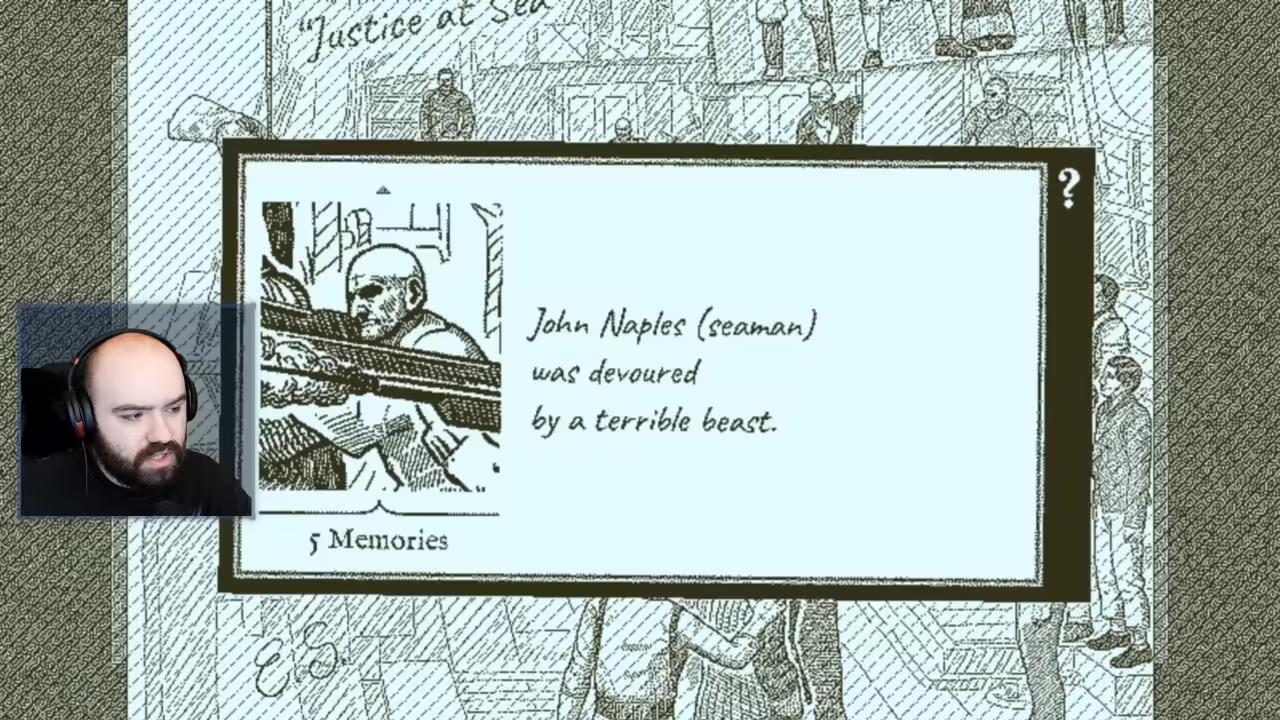 "Justice at Sea"
?
John Naples (seaman)
was devoured
by a terrible beast.
5 Memories
E.S.